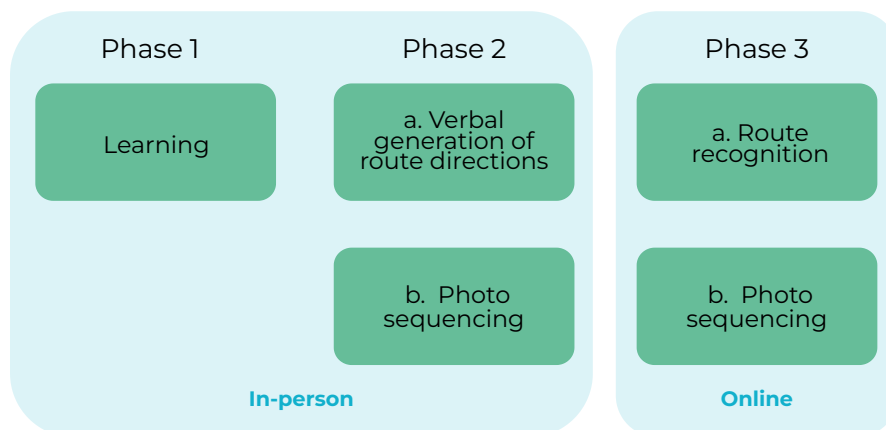 Phase 1
Phase 2
Phase 3
Learning
a. Verbal
generation of
route directions
a. Route
recognition
b. Photo
sequencing
b. Photo
sequencing
In-person
Online